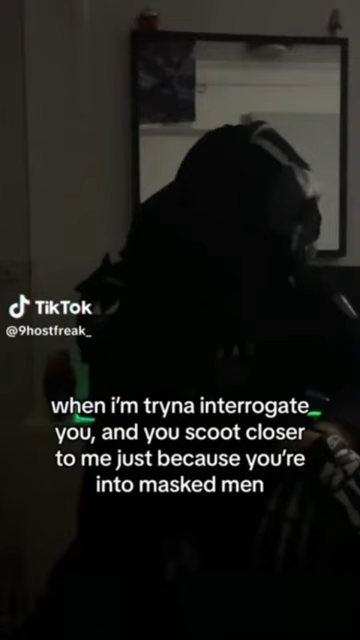 TikTok
@9hostfreak_
when i'm tryna interrogate
you, and you scoot closer
to me just because you're
into masked men